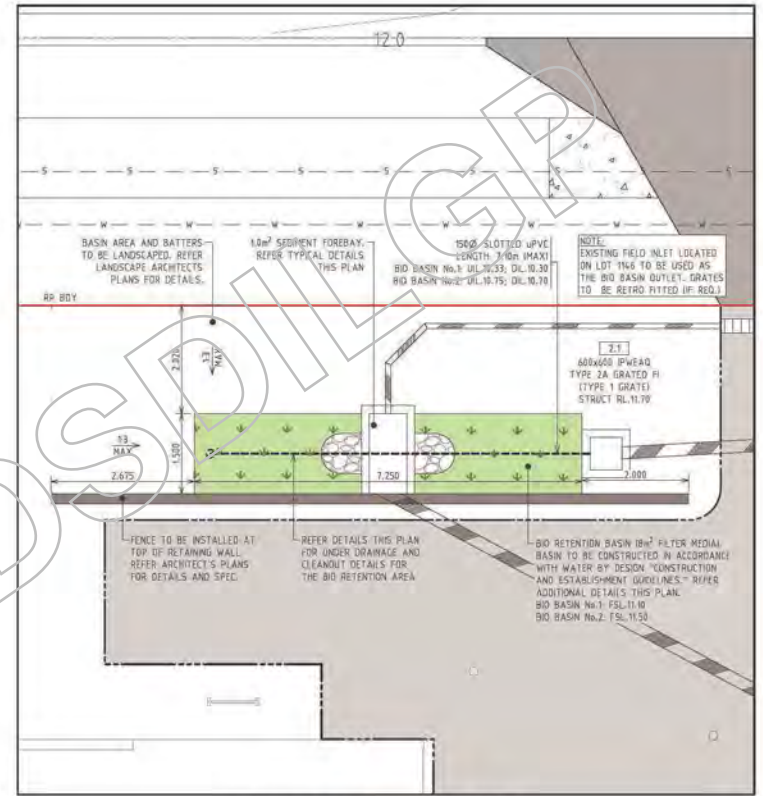 12.0
S S S S S S S S
W W W W W W W
BASIN AREA AND BATTERS
TO BE LANDSCAPED. REFER
LANDSCAPE ARCHITECTS
PLANS FOR DETAILS.
1.0m² SEDIMENT FOREBAY.
REFER TYPICAL DETAILS
THIS PLAN
150Ø SLOTTED uPVC
LENGTH 7.10m (MAX)
BIO BASIN No.1: UIL.10.33; DIL.10.30
BIO BASIN No.2: UIL.10.75; DIL.10.70
NOTE:
EXISTING FIELD INLET LOCATED
ON LOT 1146 TO BE USED AS
THE BIO BASIN OUTLET. GRATES
TO BE RETRO FITTED (IF REQ.)
RP BDY
2.020
1:3
MAX
2.1
600x600 IPWEAQ
TYPE 2A GRATED FI
(TYPE 1 GRATE)
STRUCT RL.11.70
1:3
MAX
1.500
2.675
7.250
2.000
FENCE TO BE INSTALLED AT
TOP OF RETAINING WALL.
REFER ARCHITECT'S PLANS
FOR DETAILS AND SPEC.
REFER DETAILS THIS PLAN
FOR UNDER DRAINAGE AND
CLEANOUT DETAILS FOR
THE BIO RETENTION AREA
BIO RETENTION BASIN (8m² FILTER MEDIA)
BASIN TO BE CONSTRUCTED IN ACCORDANCE
WITH WATER BY DESIGN "CONSTRUCTION
AND ESTABLISHMENT GUIDELINES." REFER
ADDITIONAL DETAILS THIS PLAN.
BIO BASIN No.1: FSL.11.10
BIO BASIN No.2: FSL.11.50
DSDILGP